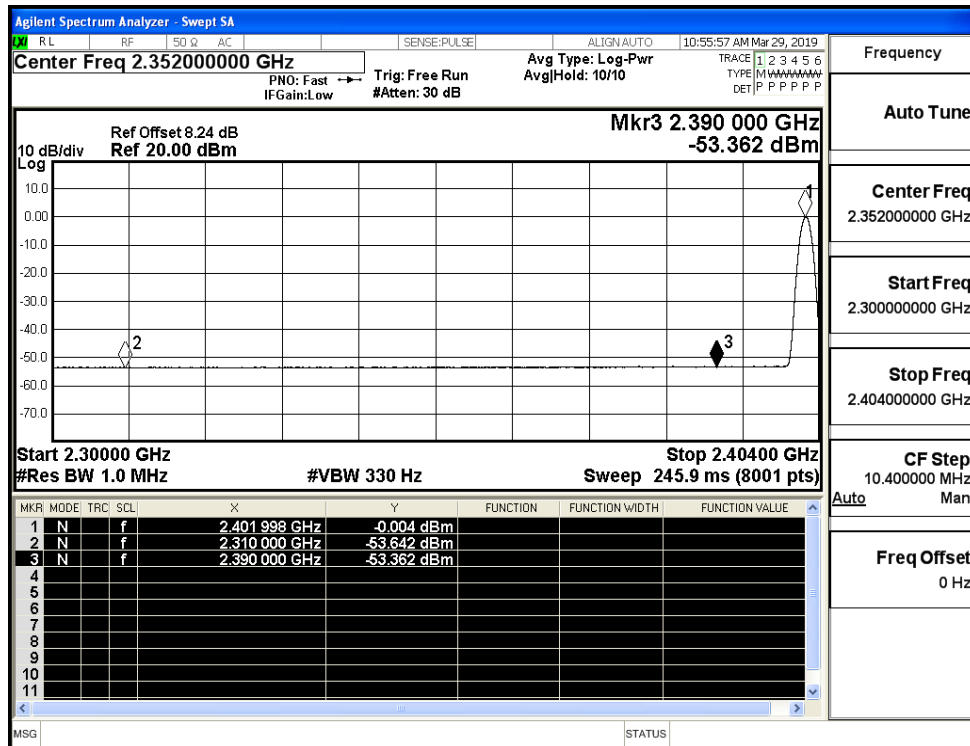 Agilent Spectrum Analyzer - Swept SA
LXI RL RF 50 Ω AC SENSE:PULSE ALIGN AUTO 10:55:57 AM Mar 29, 2019
Center Freq 2.352000000 GHz
PNO: Fast
IFGain:Low
Trig: Free Run
#Atten: 30 dB
Avg Type: Log-Pwr
Avg|Hold: 10/10
TRACE 1 2 3 4 5 6
TYPE M
DET P P P P P P
Mkr3 2.390 000 GHz
-53.362 dBm
10 dB/div
Log
Ref Offset 8.24 dB
Ref 20.00 dBm
10.0
0.00
-10.0
-20.0
-30.0
-40.0
-50.0
-60.0
-70.0
1
2
3
Start 2.30000 GHz Stop 2.40400 GHz
#Res BW 1.0 MHz #VBW 330 Hz Sweep 245.9 ms (8001 pts)
MKR MODE TRC SCL X Y FUNCTION FUNCTION WIDTH FUNCTION VALUE
1 N f 2.401 998 GHz -0.004 dBm
2 N f 2.310 000 GHz -53.642 dBm
3 N f 2.390 000 GHz -53.362 dBm
4
5
6
7
8
9
10
11
MSG STATUS
Frequency
Auto Tune
Center Freq
2.352000000 GHz
Start Freq
2.300000000 GHz
Stop Freq
2.404000000 GHz
CF Step
10.400000 MHz
Auto Man
Freq Offset
0 Hz